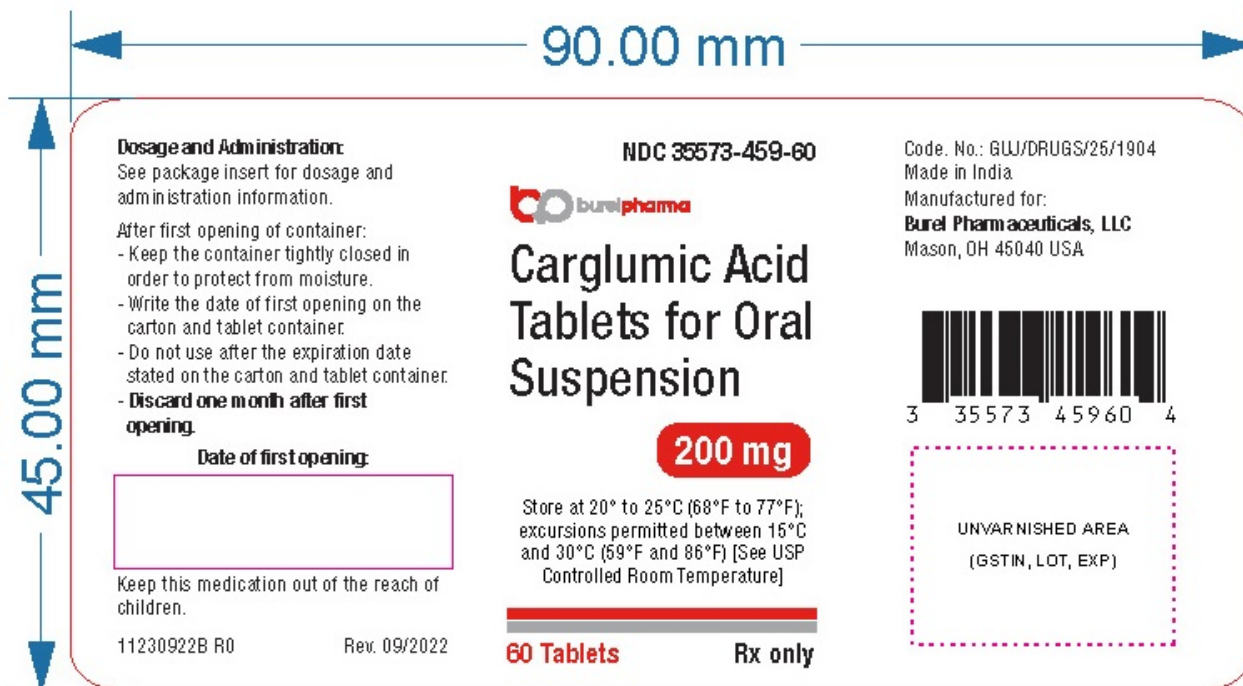 90.00 mm
45.00 mm
Dosage and Administration:
See package insert for dosage and
administration information.
After first opening of container:
- Keep the container tightly closed in
order to protect from moisture.
- Write the date of first opening on the
carton and tablet container.
- Do not use after the expiration date
stated on the carton and tablet container.
- Discard one month after first
opening.
Date of first opening:
Keep this medication out of the reach of
children.
11230922B R0 Rev. 09/2022
NDC 35573-459-60
bp burelpharma
Carglumic Acid
Tablets for Oral
Suspension
200 mg
Store at 20° to 25°C (68°F to 77°F);
excursions permitted between 15°C
and 30°C (59°F and 86°F) [See USP
Controlled Room Temperature]
60 Tablets Rx only
Code. No.: GUJ/DRUGS/25/1904
Made in India
Manufactured for:
Burel Pharmaceuticals, LLC
Mason, OH 45040 USA
3 35573 45960 4
UNVARNISHED AREA
(GSTIN, LOT, EXP)